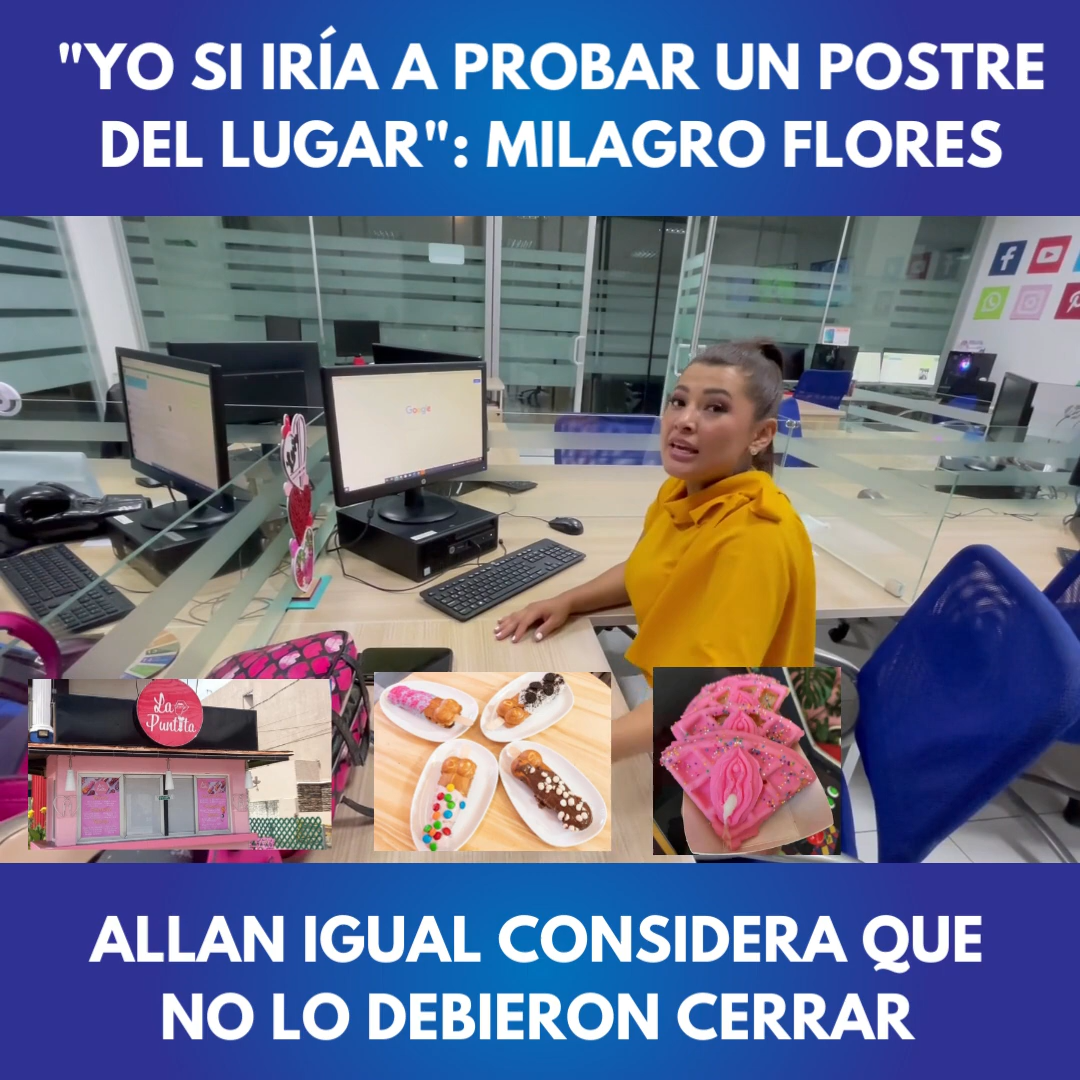 "YO SI IRÍA A PROBAR UN POSTRE
DEL LUGAR": MILAGRO FLORES
Google
La
Puntita
ALLAN IGUAL CONSIDERA QUE
NO LO DEBIERON CERRAR